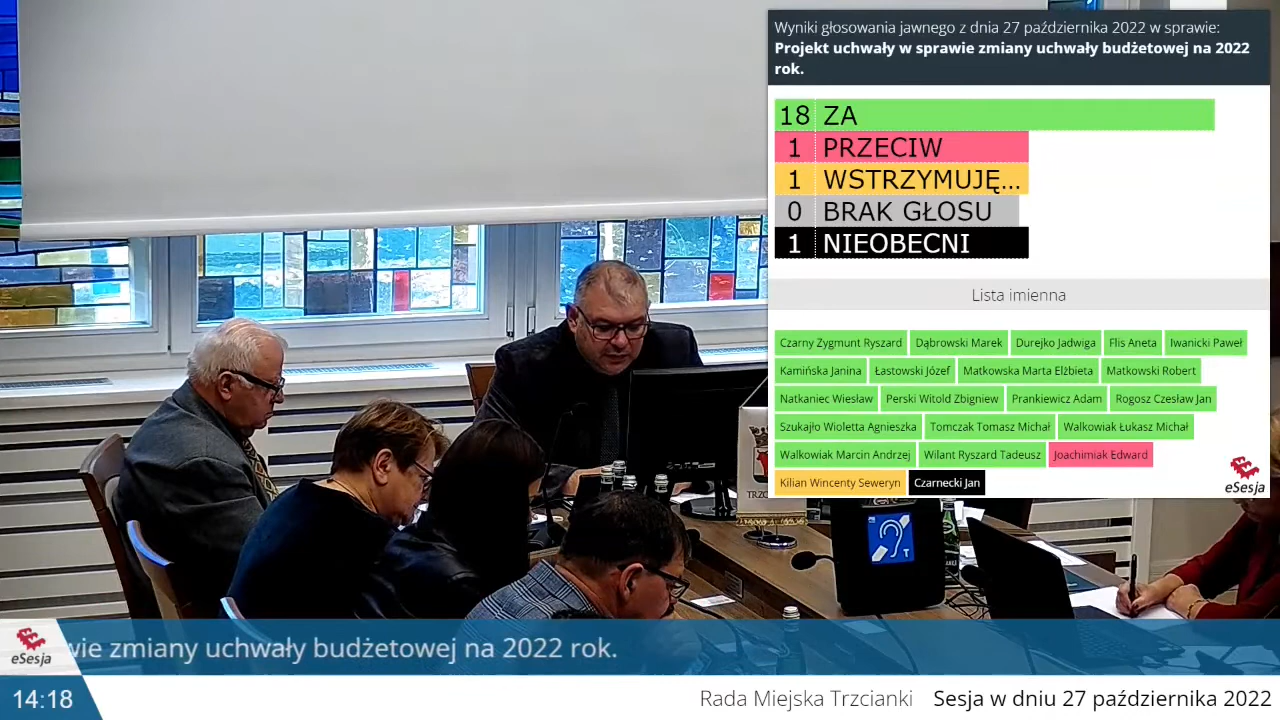 Wyniki głosowania jawnego z dnia 27 października 2022 w sprawie:
Projekt uchwały w sprawie zmiany uchwały budżetowej na 2022
rok.
18 ZA
1 PRZECIW
1 WSTRZYMUJĘ...
0 BRAK GŁOSU
1 NIEOBECNI
Lista imienna
Czarny Zygmunt Ryszard Dąbrowski Marek Durejko Jadwiga Flis Aneta Iwanicki Paweł
Kamińska Janina Łastowski Józef Matkowska Marta Elżbieta Matkowski Robert
Natkaniec Wiesław Perski Witold Zbigniew Prankiewicz Adam Rogosz Czesław Jan
Szukajło Wioletta Agnieszka Tomczak Tomasz Michał Walkowiak Łukasz Michał
Walkowiak Marcin Andrzej Wilant Ryszard Tadeusz Joachimiak Edward
Kilian Wincenty Seweryn Czarnecki Jan
eSesja
T
eSesja
wie zmiany uchwały budżetowej na 2022 rok.
14:18 Rada Miejska Trzcianki Sesja w dniu 27 października 2022